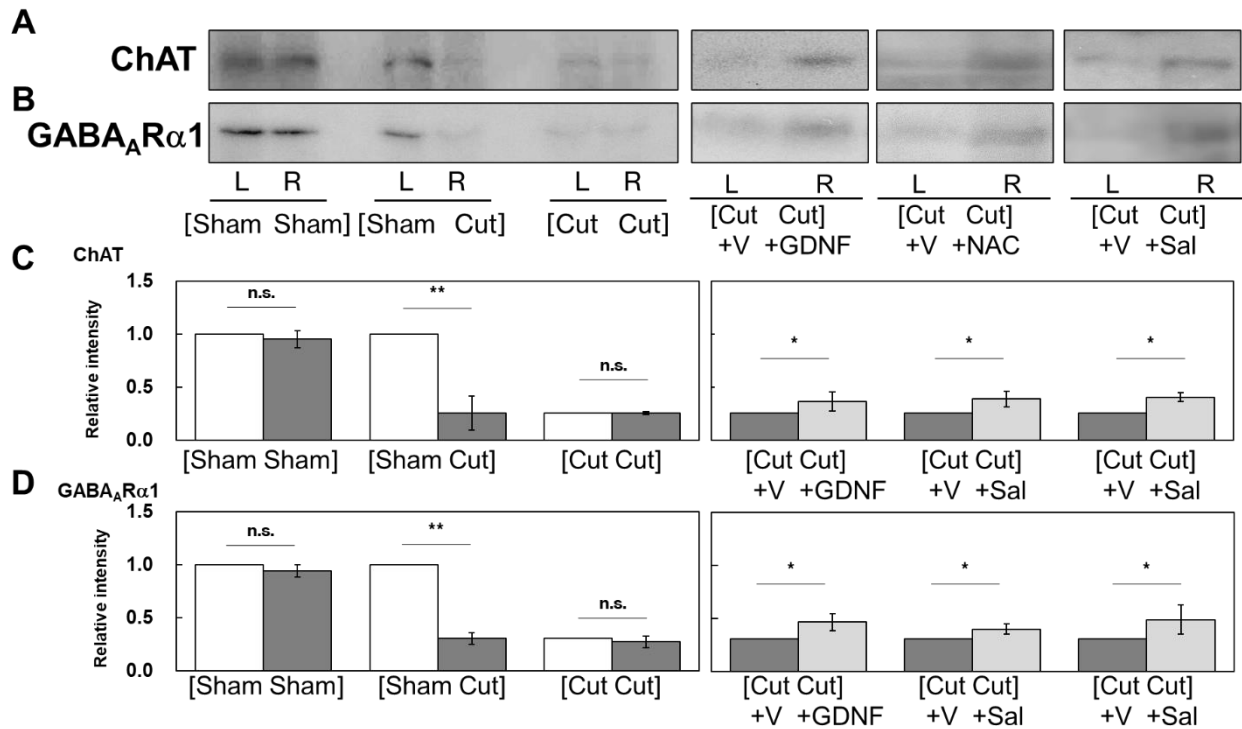 A
ChAT
B
GABA_ARα1
L R L R L R L R L R L R
[Sham Sham] [Sham Cut] [Cut Cut] [Cut Cut] [Cut Cut] [Cut Cut]
+V +GDNF +V +NAC +V +Sal
C ChAT
Relative intensity
1.5
1.0
0.5
0.0
n.s. ** n.s. * * *
[Sham Sham] [Sham Cut] [Cut Cut] [Cut Cut] [Cut Cut] [Cut Cut]
+V +GDNF +V +Sal +V +Sal
D GABA_ARα1
Relative intensity
1.5
1.0
0.5
0.0
n.s. ** n.s. * * *
[Sham Sham] [Sham Cut] [Cut Cut] [Cut Cut] [Cut Cut] [Cut Cut]
+V +GDNF +V +Sal +V +Sal